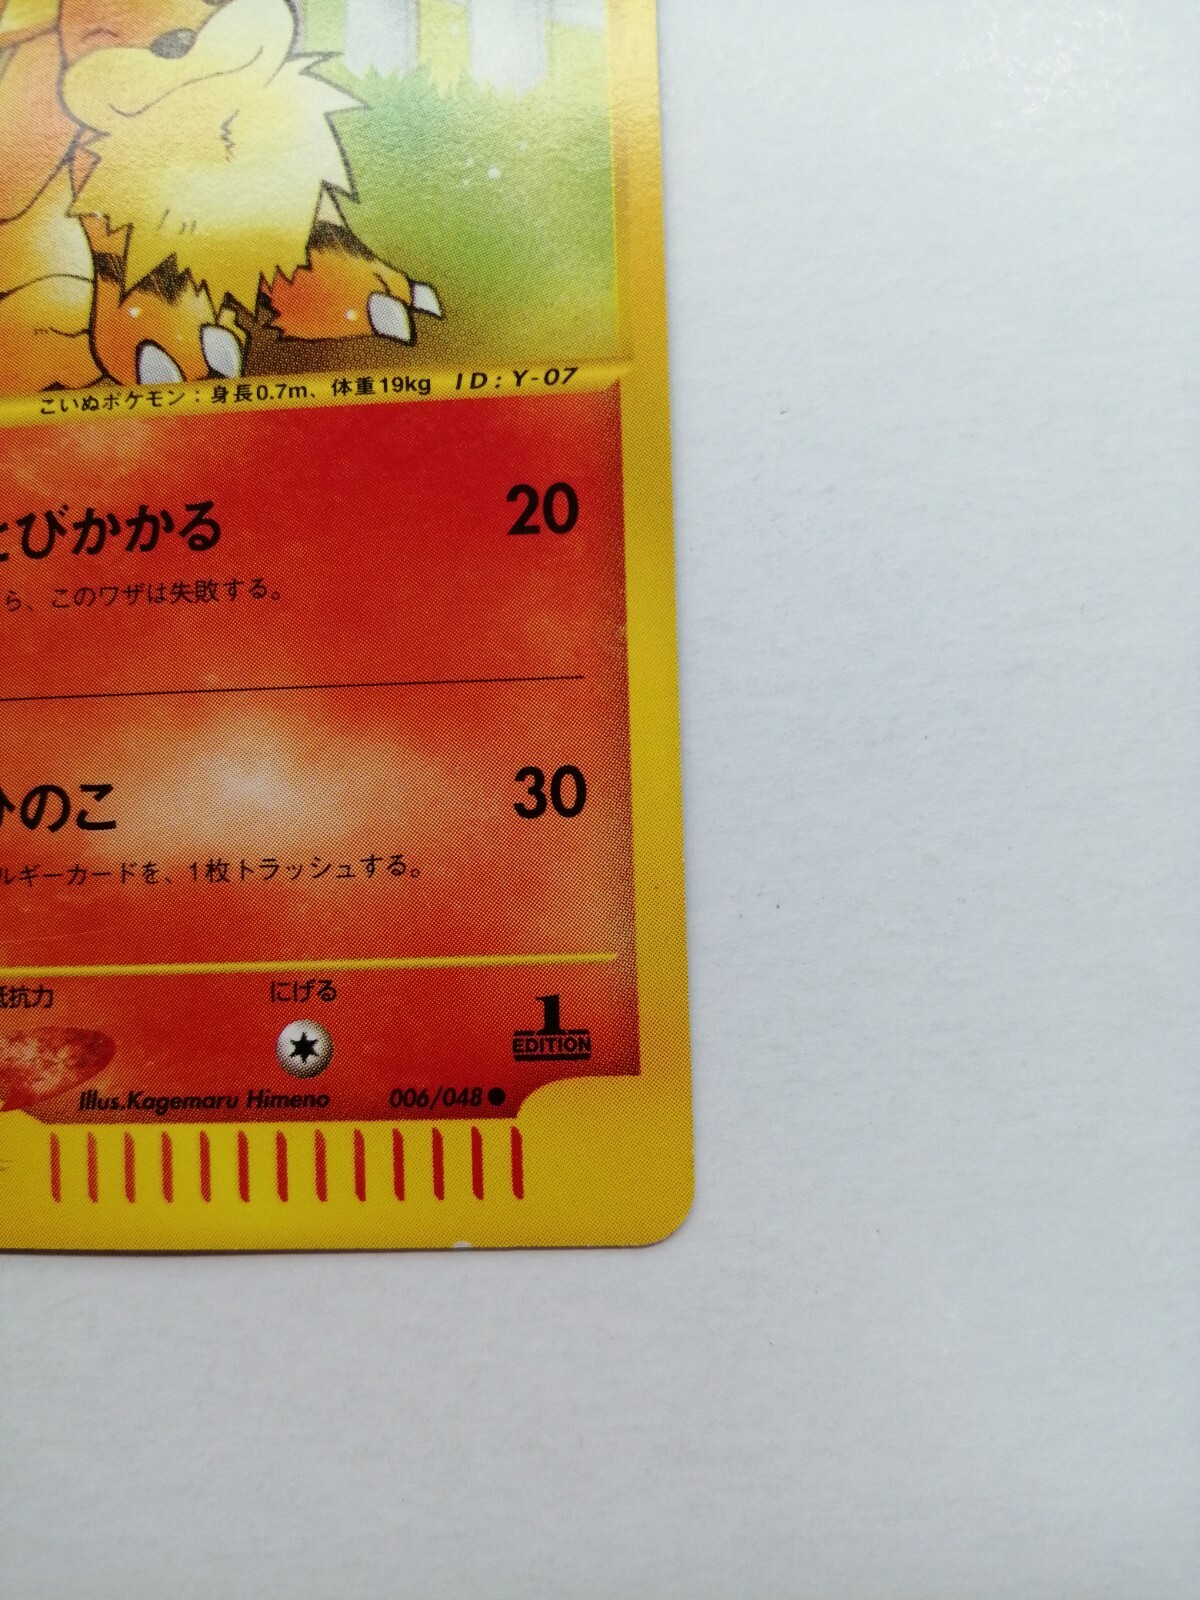 こいぬポケモン：身長0.7m、体重19kg ID:Y-07
とびかかる 20
ら、このワザは失敗する。
ひのこ 30
ルギーカードを、1枚トラッシュする。
抵抗力 にげる
1
EDITION
Illus.Kagemaru Himeno 006/048●